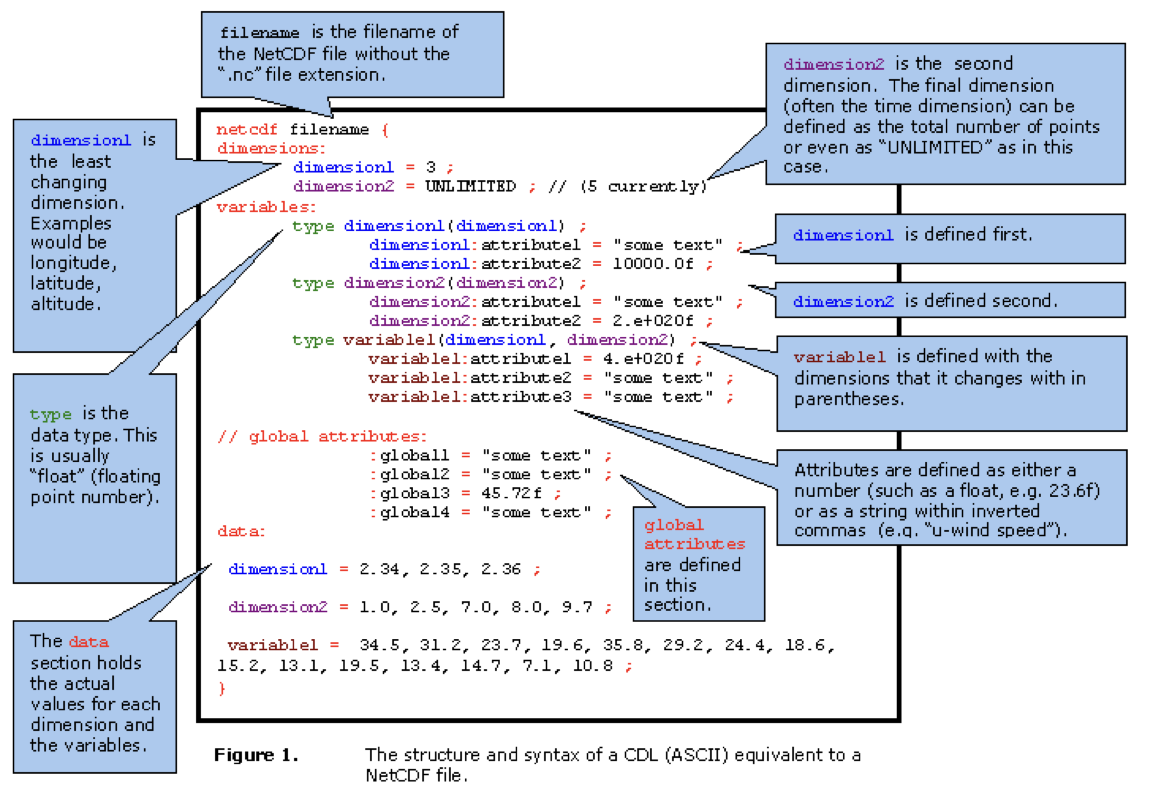 filename is the filename of
the NetCDF file without the
“.nc” file extension.
dimension2 is the second
dimension. The final dimension
(often the time dimension) can be
defined as the total number of points
or even as “UNLIMITED” as in this
case.
dimension1 is
the least
changing
dimension.
Examples
would be
longitude,
latitude,
altitude.
netcdf filename {
dimensions:
dimension1 = 3 ;
dimension2 = UNLIMITED ; // (5 currently)
variables:
type dimension1(dimension1) ;
dimension1:attribute1 = "some text" ;
dimension1:attribute2 = 10000.0f ;
type dimension2(dimension2) ;
dimension2:attribute1 = "some text" ;
dimension2:attribute2 = 2.e+020f ;
type variable1(dimension1, dimension2) ;
variable1:attribute1 = 4.e+020f ;
variable1:attribute2 = "some text" ;
variable1:attribute3 = "some text" ;
// global attributes:
:global1 = "some text" ;
:global2 = "some text" ;
:global3 = 45.72f ;
:global4 = "some text" ;
data:
dimension1 = 2.34, 2.35, 2.36 ;
dimension2 = 1.0, 2.5, 7.0, 8.0, 9.7 ;
variable1 = 34.5, 31.2, 23.7, 19.6, 35.8, 29.2, 24.4, 18.6,
15.2, 13.1, 19.5, 13.4, 14.7, 7.1, 10.8 ;
}
dimension1 is defined first.
dimension2 is defined second.
variable1 is defined with the
dimensions that it changes with in
parentheses.
type is the
data type. This
is usually
“float” (floating
point number).
Attributes are defined as either a
number (such as a float, e.g. 23.6f)
or as a string within inverted
commas (e.g. “u-wind speed”).
global
attributes
are defined
in this
section.
The data
section holds
the actual
values for each
dimension and
the variables.
Figure 1. The structure and syntax of a CDL (ASCII) equivalent to a
NetCDF file.